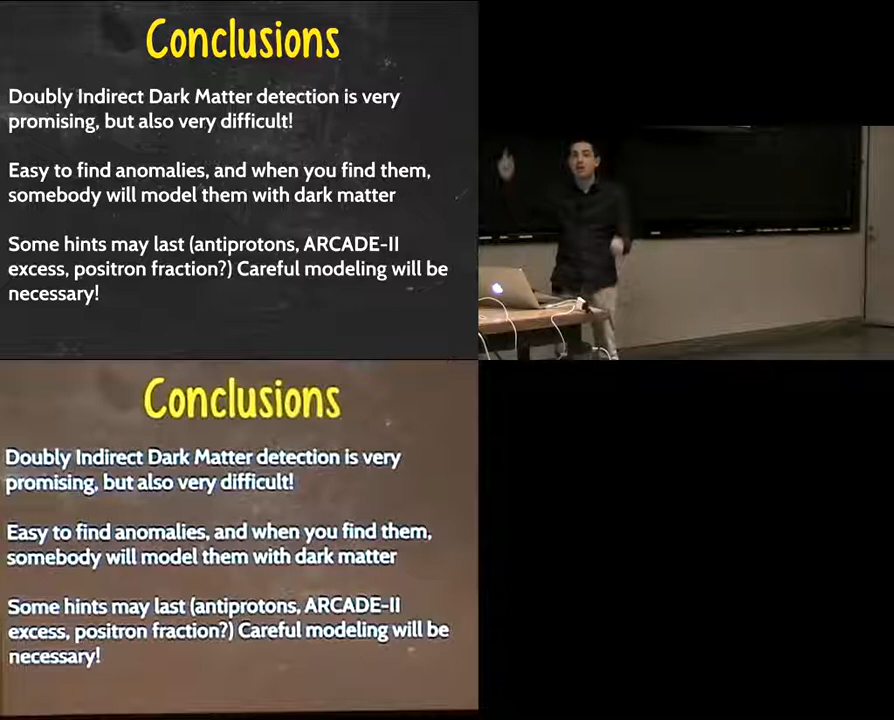 Conclusions
Doubly Indirect Dark Matter detection is very
promising, but also very difficult!
Easy to find anomalies, and when you find them,
somebody will model them with dark matter
Some hints may last (antiprotons, ARCADE-II
excess, positron fraction?) Careful modeling will be
necessary!
Conclusions
Doubly Indirect Dark Matter detection is very
promising, but also very difficult!
Easy to find anomalies, and when you find them,
somebody will model them with dark matter
Some hints may last (antiprotons, ARCADE-II
excess, positron fraction?) Careful modeling will be
necessary!